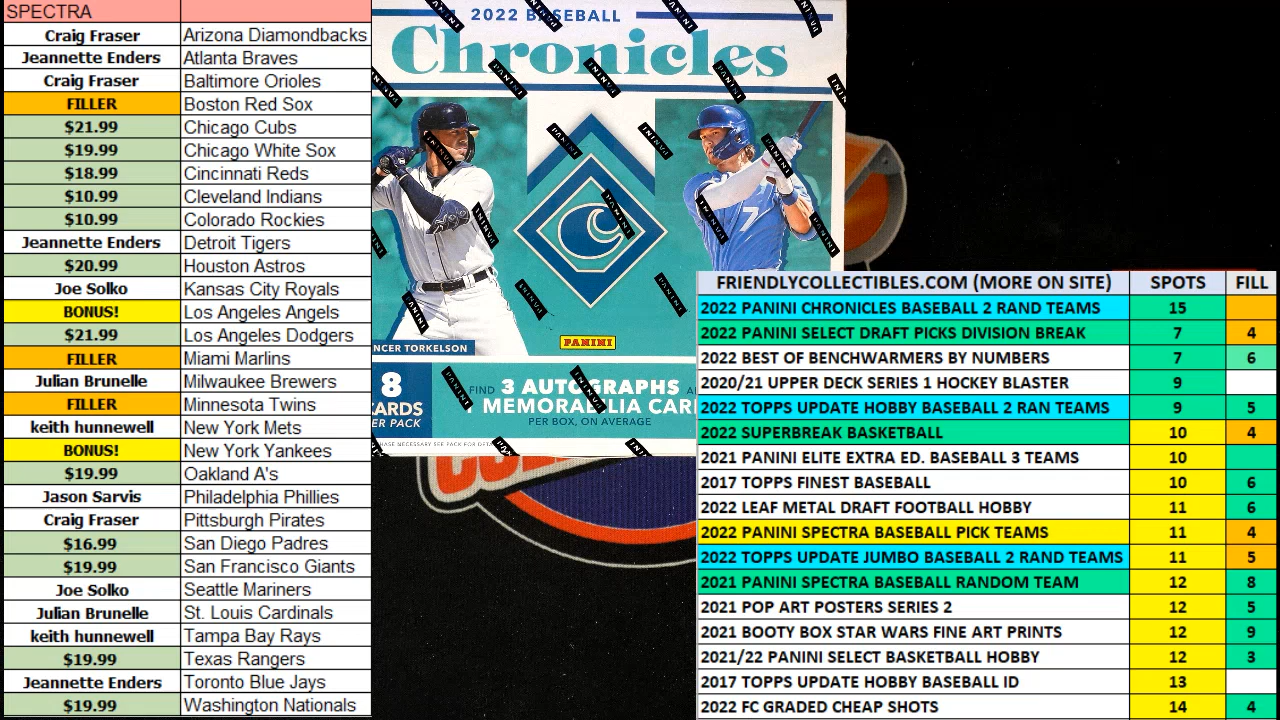 SPECTRA
Craig Fraser Arizona Diamondbacks
Jeannette Enders Atlanta Braves
Craig Fraser Baltimore Orioles
FILLER Boston Red Sox
$21.99 Chicago Cubs
$19.99 Chicago White Sox
$18.99 Cincinnati Reds
$10.99 Cleveland Indians
$10.99 Colorado Rockies
Jeannette Enders Detroit Tigers
$20.99 Houston Astros
Joe Solko Kansas City Royals
BONUS! Los Angeles Angels
$21.99 Los Angeles Dodgers
FILLER Miami Marlins
Julian Brunelle Milwaukee Brewers
FILLER Minnesota Twins
keith hunnewell New York Mets
BONUS! New York Yankees
$19.99 Oakland A's
Jason Sarvis Philadelphia Phillies
Craig Fraser Pittsburgh Pirates
$16.99 San Diego Padres
$19.99 San Francisco Giants
Joe Solko Seattle Mariners
Julian Brunelle St. Louis Cardinals
keith hunnewell Tampa Bay Rays
$19.99 Texas Rangers
Jeannette Enders Toronto Blue Jays
$19.99 Washington Nationals
2022 BASEBALL
Chronicles
PANINI
7
PANINI
NCER TORKELSON
8
CARDS
ER PACK
FIND 3 AUTOGRAPHS
1 MEMORABILIA CAR
PER BOX, ON AVERAGE
FRIENDLYCOLLECTIBLES.COM (MORE ON SITE) SPOTS FILL
2022 PANINI CHRONICLES BASEBALL 2 RAND TEAMS 15
2022 PANINI SELECT DRAFT PICKS DIVISION BREAK 7 4
2022 BEST OF BENCHWARMERS BY NUMBERS 7 6
2020/21 UPPER DECK SERIES 1 HOCKEY BLASTER 9
2022 TOPPS UPDATE HOBBY BASEBALL 2 RAN TEAMS 9 5
2022 SUPERBREAK BASKETBALL 10 4
2021 PANINI ELITE EXTRA ED. BASEBALL 3 TEAMS 10
2017 TOPPS FINEST BASEBALL 10 6
2022 LEAF METAL DRAFT FOOTBALL HOBBY 11 6
2022 PANINI SPECTRA BASEBALL PICK TEAMS 11 4
2022 TOPPS UPDATE JUMBO BASEBALL 2 RAND TEAMS 11 5
2021 PANINI SPECTRA BASEBALL RANDOM TEAM 12 8
2021 POP ART POSTERS SERIES 2 12 5
2021 BOOTY BOX STAR WARS FINE ART PRINTS 12 9
2021/22 PANINI SELECT BASKETBALL HOBBY 12 3
2017 TOPPS UPDATE HOBBY BASEBALL ID 13
2022 FC GRADED CHEAP SHOTS 14 4